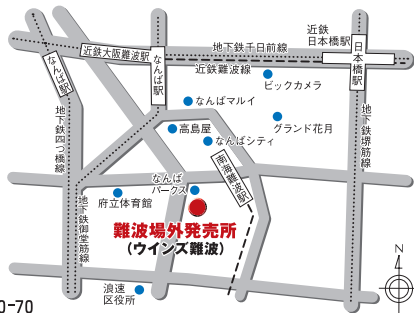 近鉄
日本橋駅
地下鉄千日前線
近鉄大阪難波駅
なんば駅
日本橋駅
近鉄難波線
なんば駅
ビックカメラ
なんばマルイ
グランド花月
高島屋
なんばシティ
地下鉄四つ橋線
地下鉄堺筋線
南海難波駅
なんば
パークス
府立体育館
地下鉄御堂筋線
難波場外発売所
(ウインズ難波)
浪速
区役所
N
4
0-70